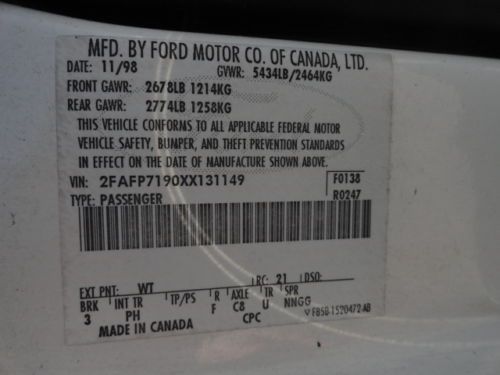 MFD. BY FORD MOTOR CO. OF CANADA, LTD.
DATE: 11/98 GVWR: 5434LB/2464KG
FRONT GAWR: 2678LB 1214KG
REAR GAWR: 2774LB 1258KG
THIS VEHICLE CONFORMS TO ALL APPLICABLE FEDERAL MOTOR
VEHICLE SAFETY, BUMPER, AND THEFT PREVENTION STANDARDS
IN EFFECT ON THE DATE OF MANUFACTURE SHOWN ABOVE.
VIN: 2FAFP7190XX131149 F0138
TYPE: PASSENGER R0247
EXT PNT: WT RC: 21 DSO:
BRK INT TR TP/PS R AXLE TR SPR
3 PH F C8 U NNGG
MADE IN CANADA CPC FB5B-1520472-AB